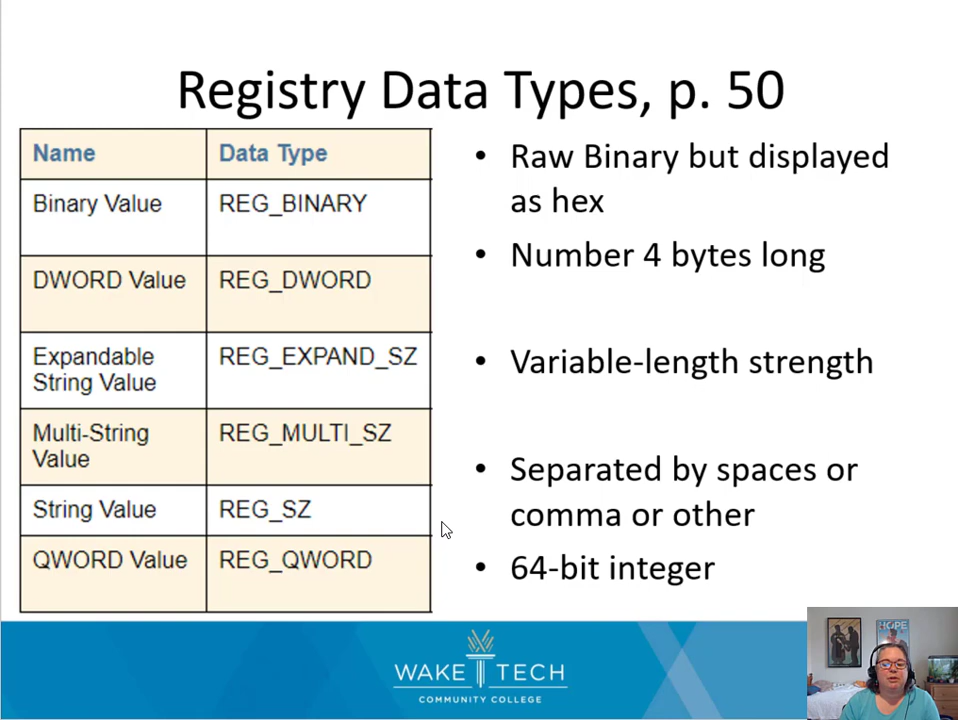 Registry Data Types, p. 50
Name Data Type
Binary Value REG_BINARY
DWORD Value REG_DWORD
Expandable REG_EXPAND_SZ
String Value
Multi-String REG_MULTI_SZ
Value
String Value REG_SZ
QWORD Value REG_QWORD
• Raw Binary but displayed
as hex
• Number 4 bytes long
• Variable-length strength
• Separated by spaces or
comma or other
• 64-bit integer
WAKE TECH
COMMUNITY COLLEGE
HOPE